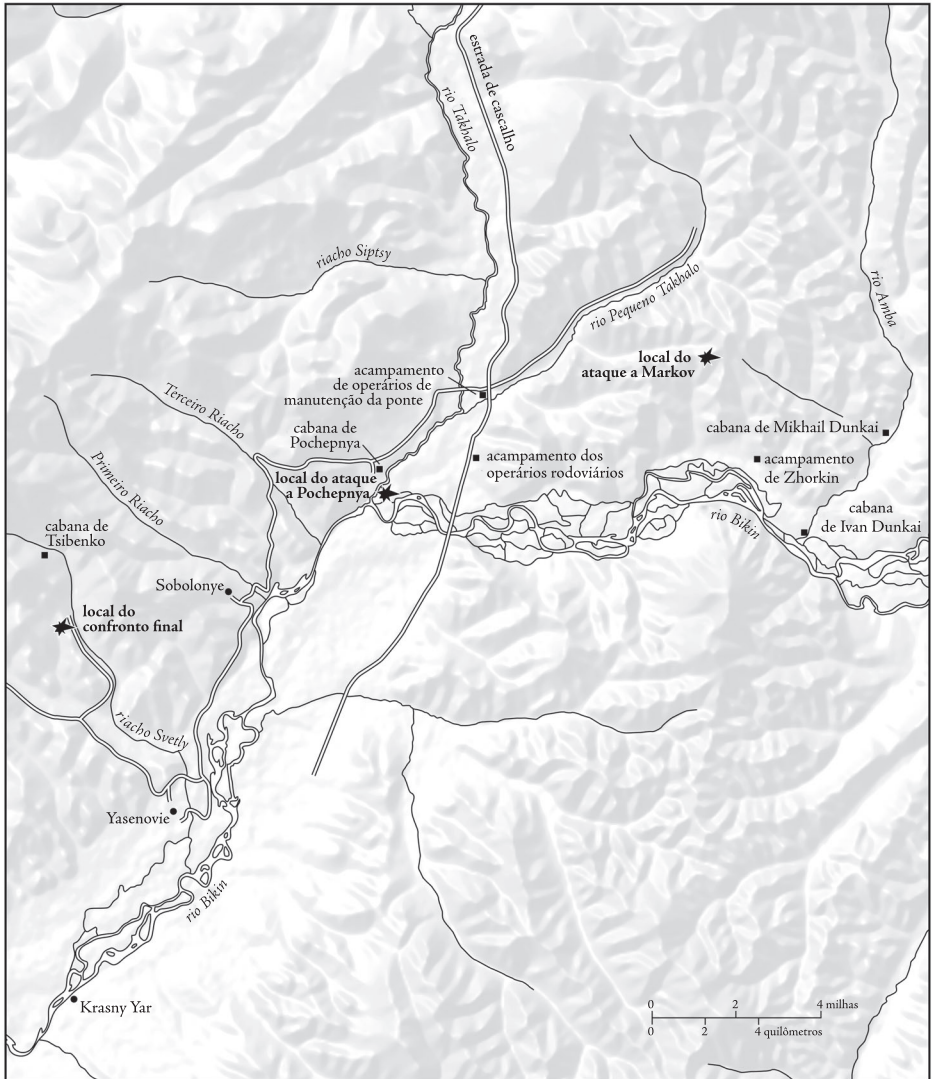 estrada de cascalho
rio Takhalo
riacho Siptsy
rio Amba
rio Pequeno Takhalo
local do
ataque a Markov
acampamento
de operários de
manutenção da ponte
Terceiro Riacho
cabana de
Pochepnya
cabana de Mikhail Dunkai
acampamento dos
operários rodoviários
acampamento
de Zhorkin
local do ataque
a Pochepnya
Primeiro Riacho
cabana
de Ivan Dunkai
rio Bikin
cabana de
Tsibenko
Sobolonye
local do
confronto final
riacho Svetly
Yasenovie
rio Bikin
Krasny Yar
0 2 4 milhas
0 2 4 quilômetros